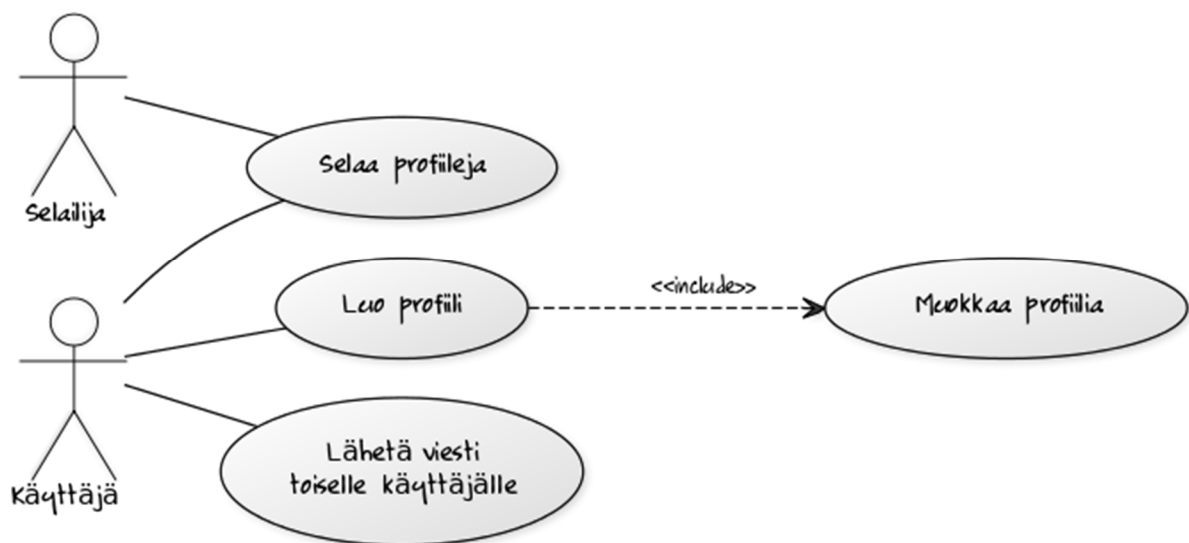 Selailija
Selaa profiileja
Luo profiili
<<include>>
Muokkaa profiilia
Käyttäjä
Lähetä viesti
toiselle käyttäjälle